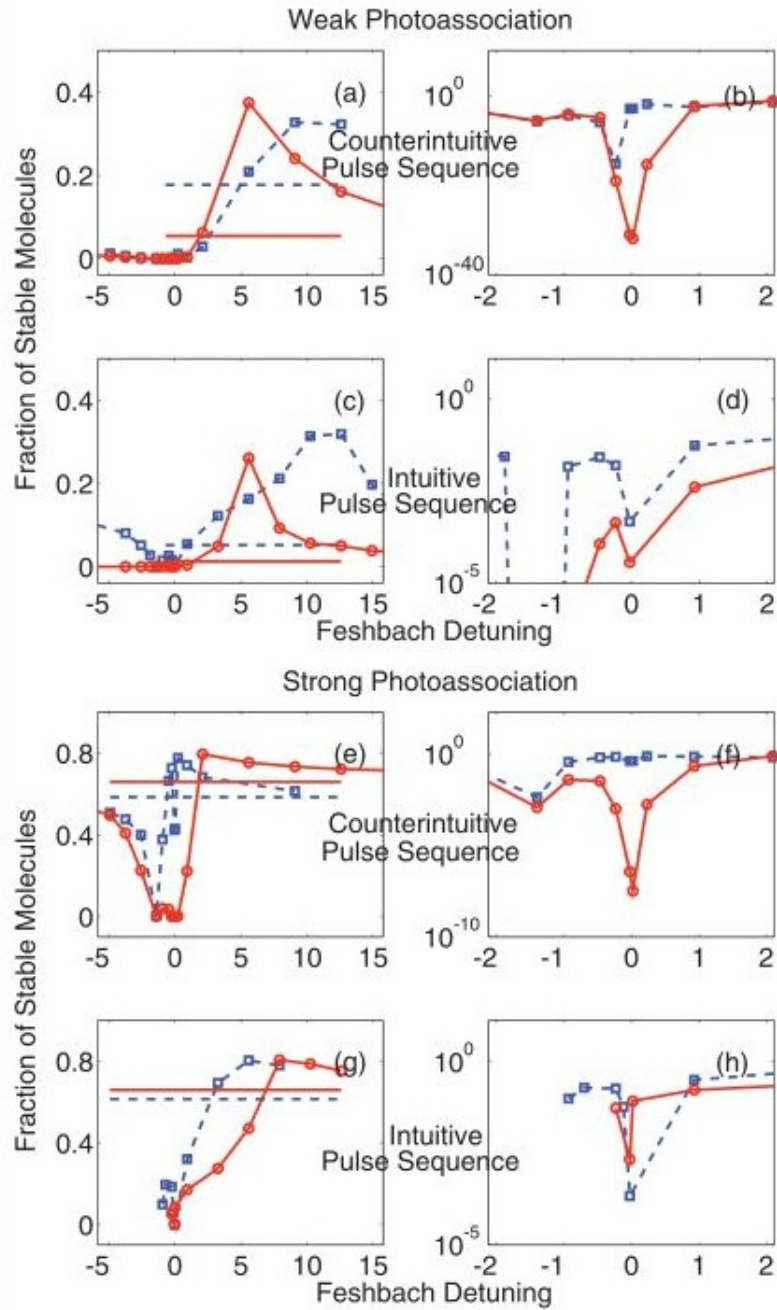 Weak Photoassociation
Fraction of Stable Molecules
0.4
0.2
0
(a)
-5 0 5 10 15
Counterintuitive
Pulse Sequence
10^0
10^-40
(b)
-2 -1 0 1 2
0.4
0.2
0
(c)
-5 0 5 10 15
Intuitive
Pulse Sequence
10^0
10^-5
(d)
-2 -1 0 1 2
Feshbach Detuning
Strong Photoassociation
Fraction of Stable Molecules
0.8
0.4
0
(e)
-5 0 5 10 15
Counterintuitive
Pulse Sequence
10^0
10^-10
(f)
-2 -1 0 1 2
0.8
0.4
0
(g)
-5 0 5 10 15
Intuitive
Pulse Sequence
10^0
10^-5
(h)
-2 -1 0 1 2
Feshbach Detuning